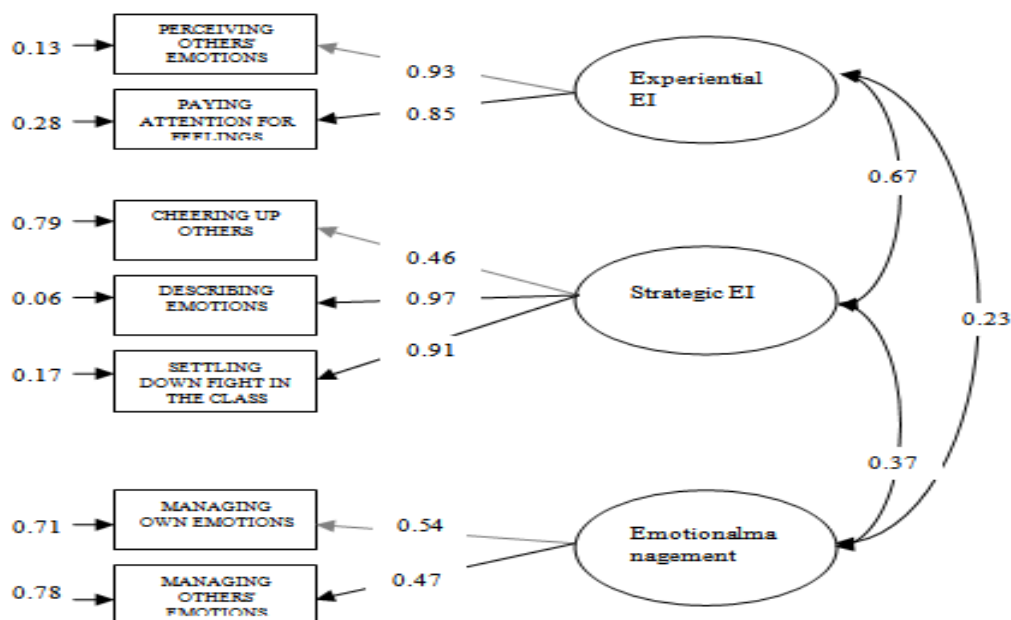 PERCEIVING
OTHERS'
EMOTIONS
0.13
0.93
Experiential
EI
PAYING
ATTENTION FOR
FEELINGS
0.28
0.85
0.67
CHEERING UP
OTHERS
0.79
0.46
DESCRIBING
EMOTIONS
0.06
0.97
Strategic EI
0.23
SETTLING
DOWN FIGHT IN
THE CLASS
0.17
0.91
0.37
MANAGING
OWN EMOTIONS
0.71
0.54
Emotionalma
nagement
MANAGING
OTHERS'
EMOTIONS
0.78
0.47